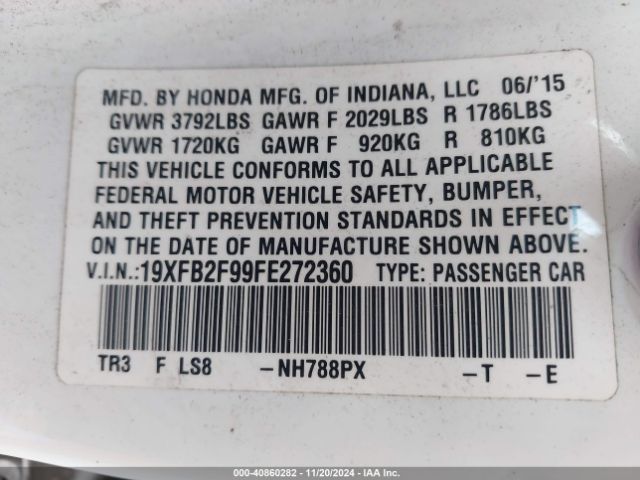 MFD. BY HONDA MFG. OF INDIANA, LLC 06/'15
GVWR 3792LBS GAWR F 2029LBS R 1786LBS
GVWR 1720KG GAWR F 920KG R 810KG
THIS VEHICLE CONFORMS TO ALL APPLICABLE
FEDERAL MOTOR VEHICLE SAFETY, BUMPER,
AND THEFT PREVENTION STANDARDS IN EFFECT
ON THE DATE OF MANUFACTURE SHOWN ABOVE.
V.I.N.:19XFB2F99FE272360 TYPE: PASSENGER CAR
TR3 F LS8 -NH788PX -T -E
000-40860282 - 11/20/2024 - IAAI.COM